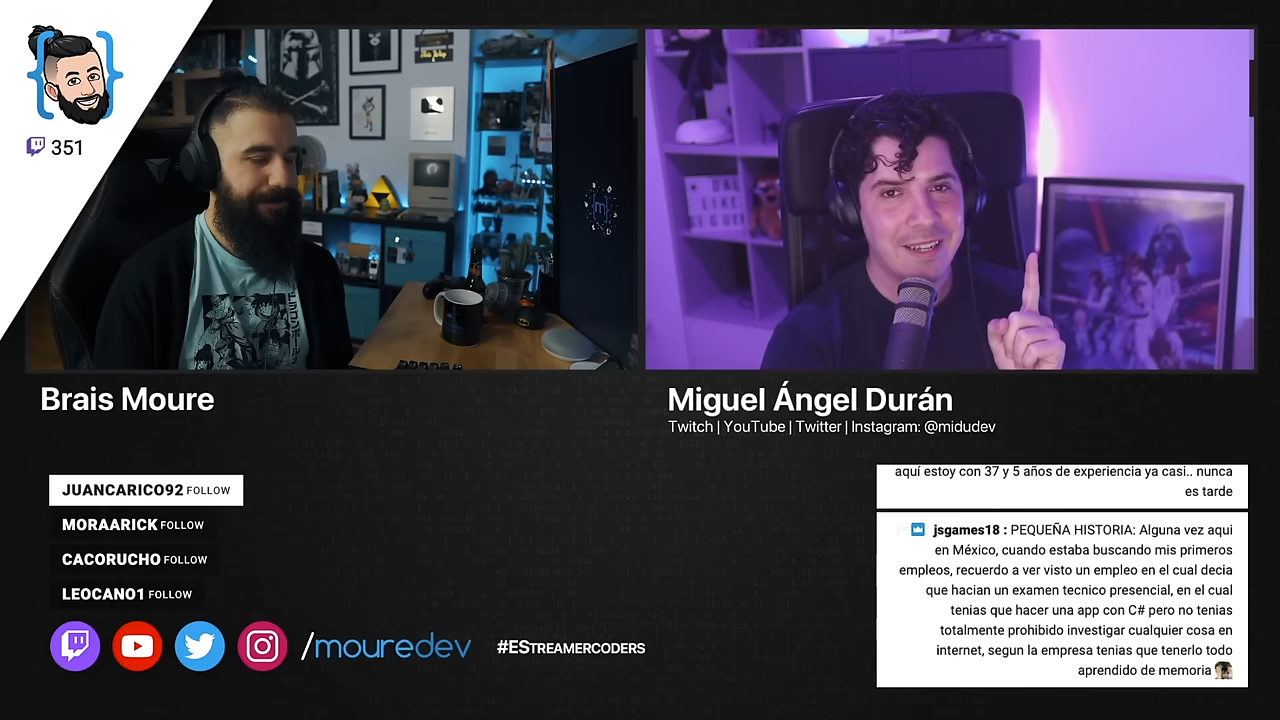 351
Brais Moure
Miguel Ángel Durán
Twitch | YouTube | Twitter | Instagram: @midudev
JUANCARICO92 FOLLOW
MORAARICK FOLLOW
CACORUCHO FOLLOW
LEOCANO1 FOLLOW
/mouredev
#ESTREAMERCODERS
aquí estoy con 37 y 5 años de experiencia ya casi.. nunca
es tarde
jsgames18 : PEQUEÑA HISTORIA: Alguna vez aqui
en México, cuando estaba buscando mis primeros
empleos, recuerdo a ver visto un empleo en el cual decia
que hacian un examen tecnico presencial, en el cual
tenias que hacer una app con C# pero no tenias
totalmente prohibido investigar cualquier cosa en
internet, segun la empresa tenias que tenerlo todo
aprendido de memoria